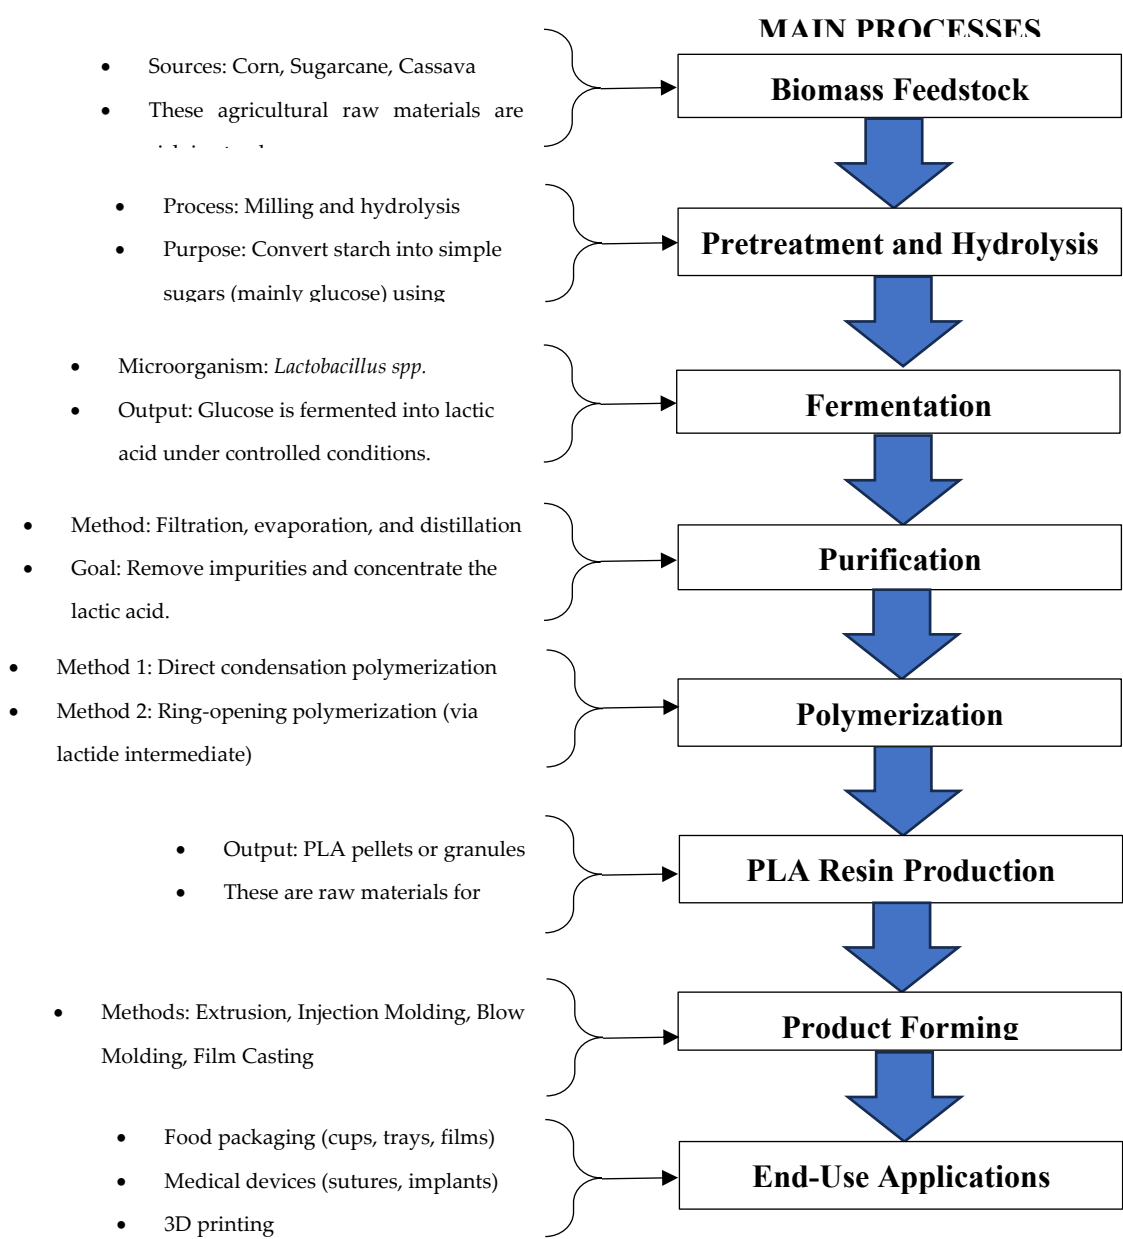 MAIN PROCESSES
• Sources: Corn, Sugarcane, Cassava
• These agricultural raw materials are
Biomass Feedstock
• Process: Milling and hydrolysis
• Purpose: Convert starch into simple
sugars (mainly glucose) using
Pretreatment and Hydrolysis
• Microorganism: Lactobacillus spp.
• Output: Glucose is fermented into lactic
acid under controlled conditions.
Fermentation
• Method: Filtration, evaporation, and distillation
• Goal: Remove impurities and concentrate the
lactic acid.
Purification
• Method 1: Direct condensation polymerization
• Method 2: Ring-opening polymerization (via
lactide intermediate)
Polymerization
• Output: PLA pellets or granules
• These are raw materials for
PLA Resin Production
• Methods: Extrusion, Injection Molding, Blow
Molding, Film Casting
Product Forming
• Food packaging (cups, trays, films)
• Medical devices (sutures, implants)
• 3D printing
End-Use Applications